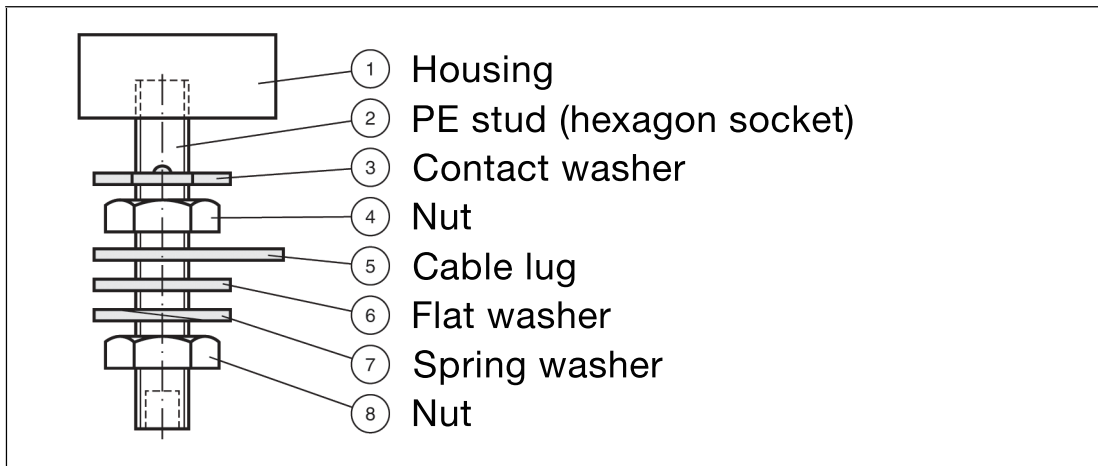 1 Housing
2 PE stud (hexagon socket)
3 Contact washer
4 Nut
5 Cable lug
6 Flat washer
7 Spring washer
8 Nut